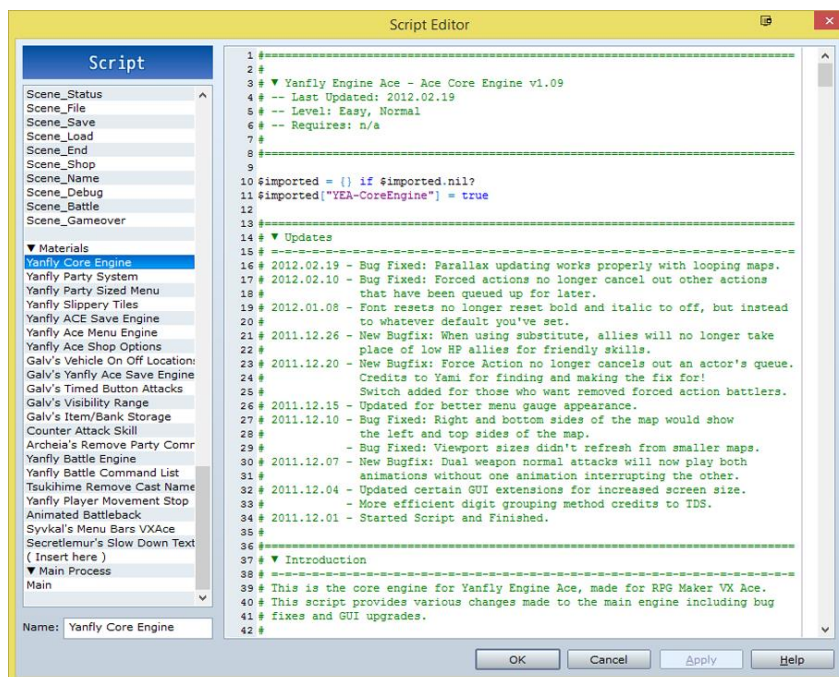 Script Editor
Script
Scene_Status
Scene_File
Scene_Save
Scene_Load
Scene_End
Scene_Shop
Scene_Name
Scene_Debug
Scene_Battle
Scene_Gameover
▼ Materials
Yanfly Core Engine
Yanfly Party System
Yanfly Party Sized Menu
Yanfly Slippery Tiles
Yanfly ACE Save Engine
Yanfly Ace Menu Engine
Yanfly Ace Shop Options
Galv's Vehicle On Off Locations
Galv's Yanfly Ace Save Engine
Galv's Timed Button Attacks
Galv's Visibility Range
Galv's Item/Bank Storage
Counter Attack Skill
Archeia's Remove Party Comm
Yanfly Battle Engine
Yanfly Battle Command List
Tsukihime Remove Cast Name
Yanfly Player Movement Stop
Animated Battleback
Syvkal's Menu Bars VXAce
Secretlemur's Slow Down Text
( Insert here )
▼ Main Process
Main
Name: Yanfly Core Engine
1 #==============================================================================
2 #
3 # ▼ Yanfly Engine Ace - Ace Core Engine v1.09
4 # -- Last Updated: 2012.02.19
5 # -- Level: Easy, Normal
6 # -- Requires: n/a
7 #
8 #==============================================================================
9
10 $imported = {} if $imported.nil?
11 $imported["YEA-CoreEngine"] = true
12
13 #==============================================================================
14 # ▼ Updates
15 # =-=-=-=-=-=-=-=-=-=-=-=-=-=-=-=-=-=-=-=-=-=-=-=-=-=-=-=-=-=-=-=-=-=-=-=-=-=-=
16 # 2012.02.19 - Bug Fixed: Parallax updating works properly with looping maps.
17 # 2012.02.10 - Bug Fixed: Forced actions no longer cancel out other actions
18 # that have been queued up for later.
19 # 2012.01.08 - Font resets no longer reset bold and italic to off, but instead
20 # to whatever default you've set.
21 # 2011.12.26 - New Bugfix: When using substitute, allies will no longer take
22 # place of low HP allies for friendly skills.
23 # 2011.12.20 - New Bugfix: Force Action no longer cancels out an actor's queue.
24 # Credits to Yami for finding and making the fix for!
25 # Switch added for those who want removed forced action battlers.
26 # 2011.12.15 - Updated for better menu gauge appearance.
27 # 2011.12.10 - Bug Fixed: Right and bottom sides of the map would show
28 # the left and top sides of the map.
29 # - Bug Fixed: Viewport sizes didn't refresh from smaller maps.
30 # 2011.12.07 - New Bugfix: Dual weapon normal attacks will now play both
31 # animations without one animation interrupting the other.
32 # 2011.12.04 - Updated certain GUI extensions for increased screen size.
33 # - More efficient digit grouping method credits to TDS.
34 # 2011.12.01 - Started Script and Finished.
35 #
36 #==============================================================================
37 # ▼ Introduction
38 # =-=-=-=-=-=-=-=-=-=-=-=-=-=-=-=-=-=-=-=-=-=-=-=-=-=-=-=-=-=-=-=-=-=-=-=-=-=-=
39 # This is the core engine for Yanfly Engine Ace, made for RPG Maker VX Ace.
40 # This script provides various changes made to the main engine including bug
41 # fixes and GUI upgrades.
42 #
OK Cancel Apply Help